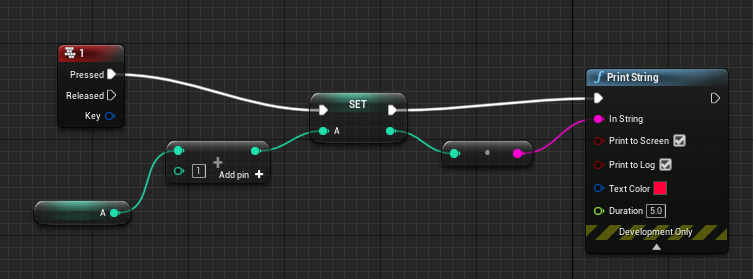 1
Pressed
Released
Key
SET
A
1
Add pin
A
Print String
In String
Print to Screen
Print to Log
Text Color
Duration 5.0
Development Only